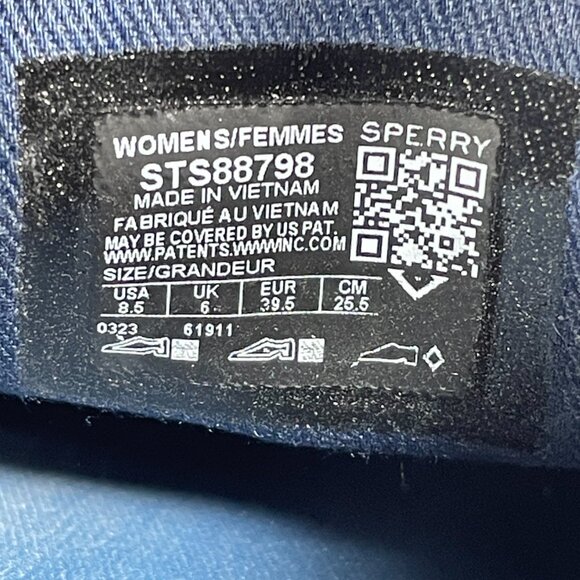 WOMENS/FEMMES SPERRY
STS88798
MADE IN VIETNAM
FABRIQUÉ AU VIETNAM
MAY BE COVERED BY US PAT.
WWW.PATENTS.WWWINC.COM
SIZE/GRANDEUR
USA UK EUR CM
8.5 6 39.5 25.5
0323 61911